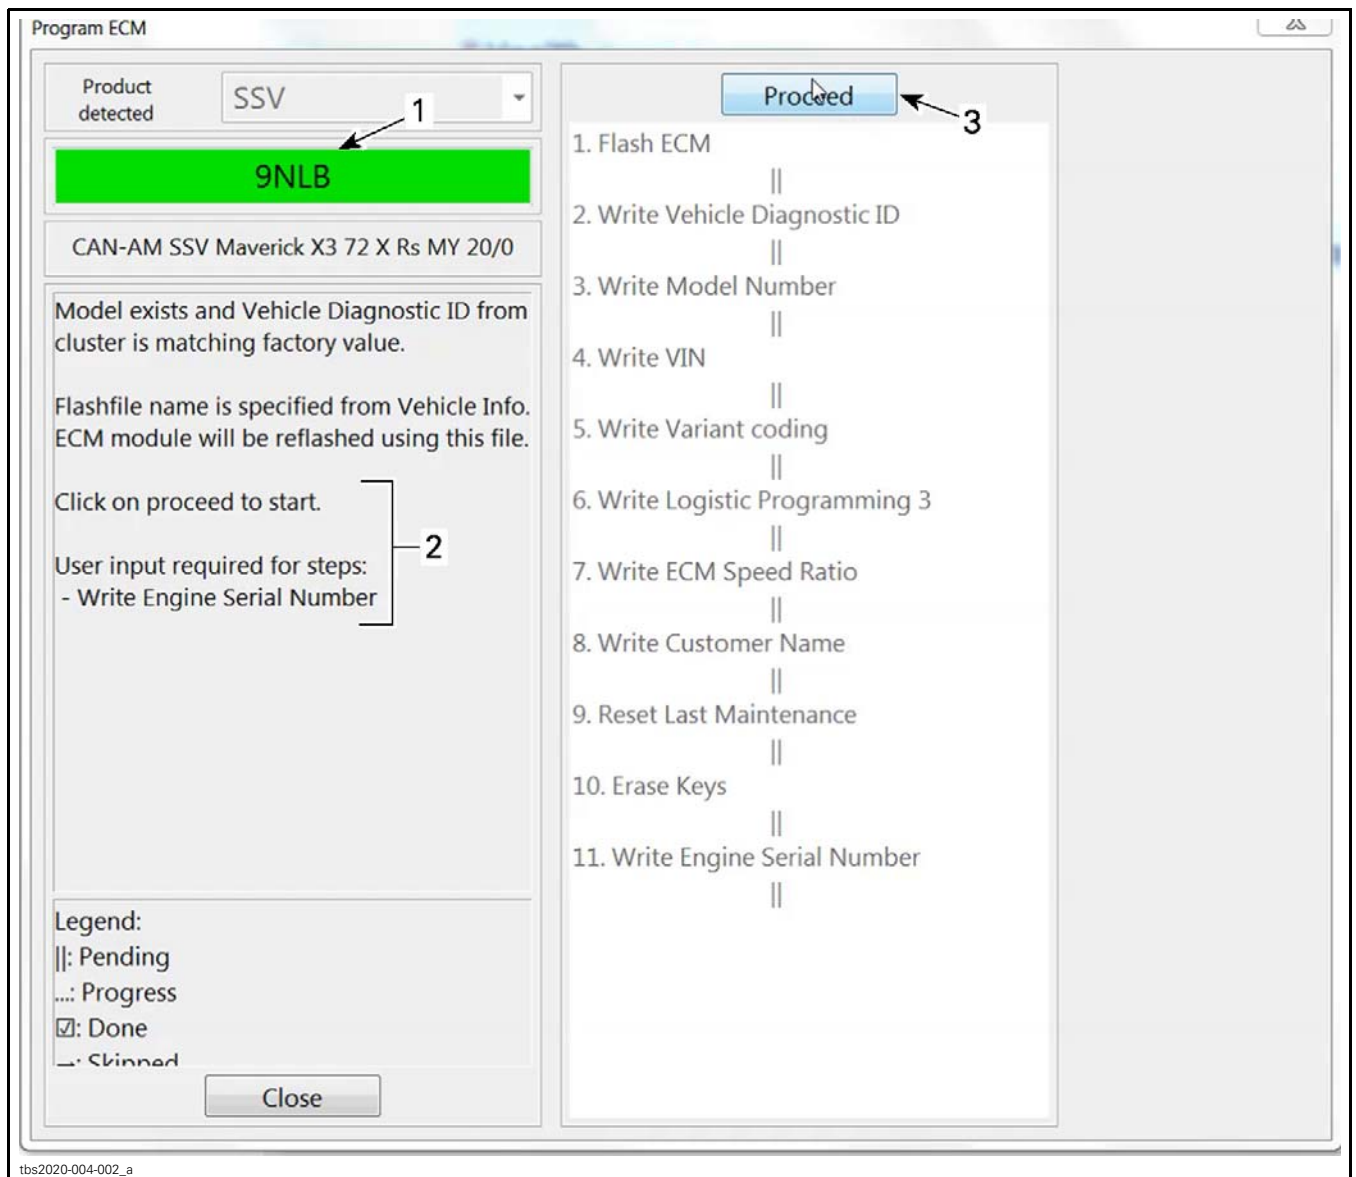 Program ECM
Product
detected
SSV
1
9NLB
CAN-AM SSV Maverick X3 72 X Rs MY 20/0
Model exists and Vehicle Diagnostic ID from
cluster is matching factory value.
Flashfile name is specified from Vehicle Info.
ECM module will be reflashed using this file.
Click on proceed to start.
2
User input required for steps:
- Write Engine Serial Number
Legend:
||: Pending
...: Progress
☑: Done
→: Skipped
Close
Proceed
3
1. Flash ECM
||
2. Write Vehicle Diagnostic ID
||
3. Write Model Number
||
4. Write VIN
||
5. Write Variant coding
||
6. Write Logistic Programming 3
||
7. Write ECM Speed Ratio
||
8. Write Customer Name
||
9. Reset Last Maintenance
||
10. Erase Keys
||
11. Write Engine Serial Number
||
tbs2020-004-002_a